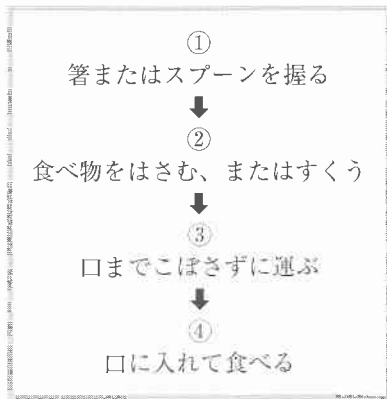 ①
箸またはスプーンを握る
②
食べ物をはさむ、またはすくう
③
口までこぼさずに運ぶ
④
口に入れて食べる